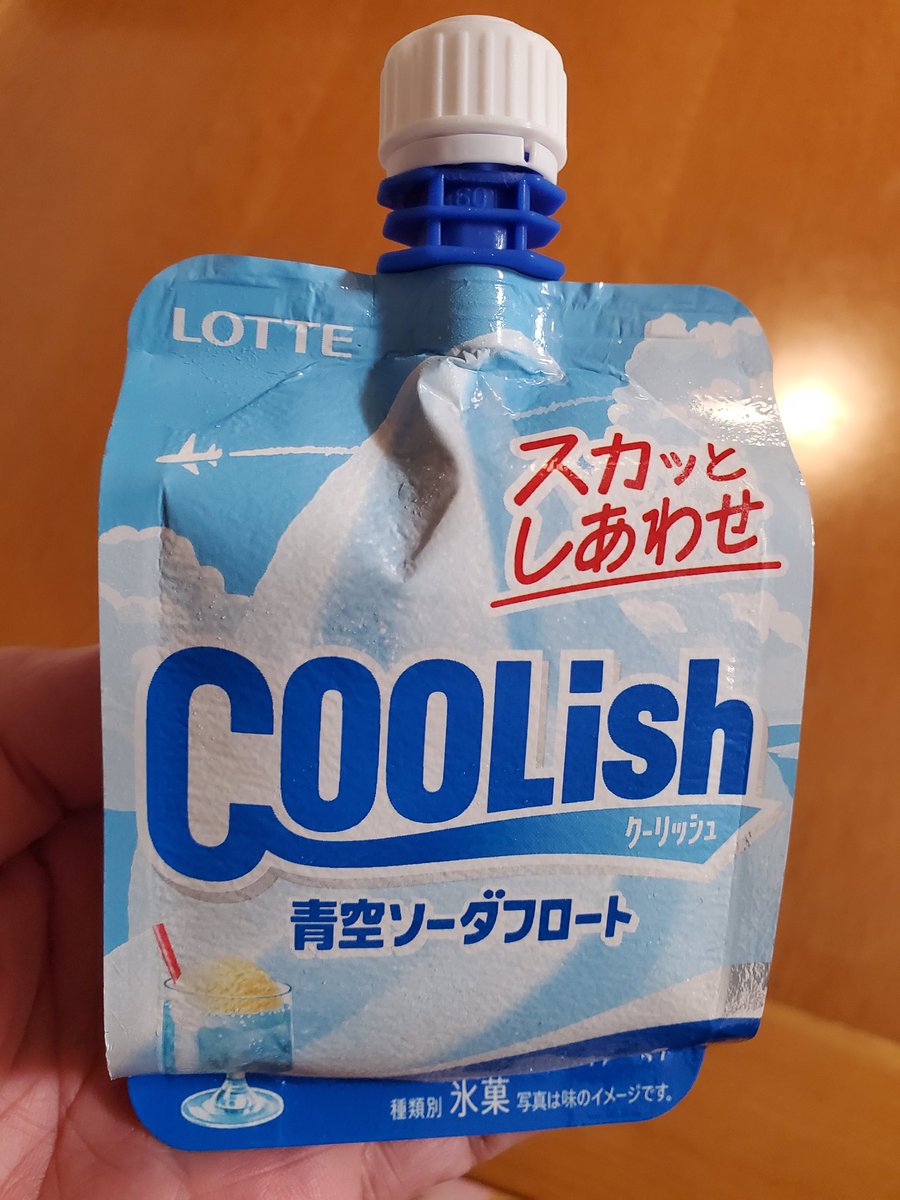 LOTTE
スカッと
しあわせ
COOLish
クーリッシュ
青空ソーダフロート
種類別 氷菓 写真は味のイメージです。